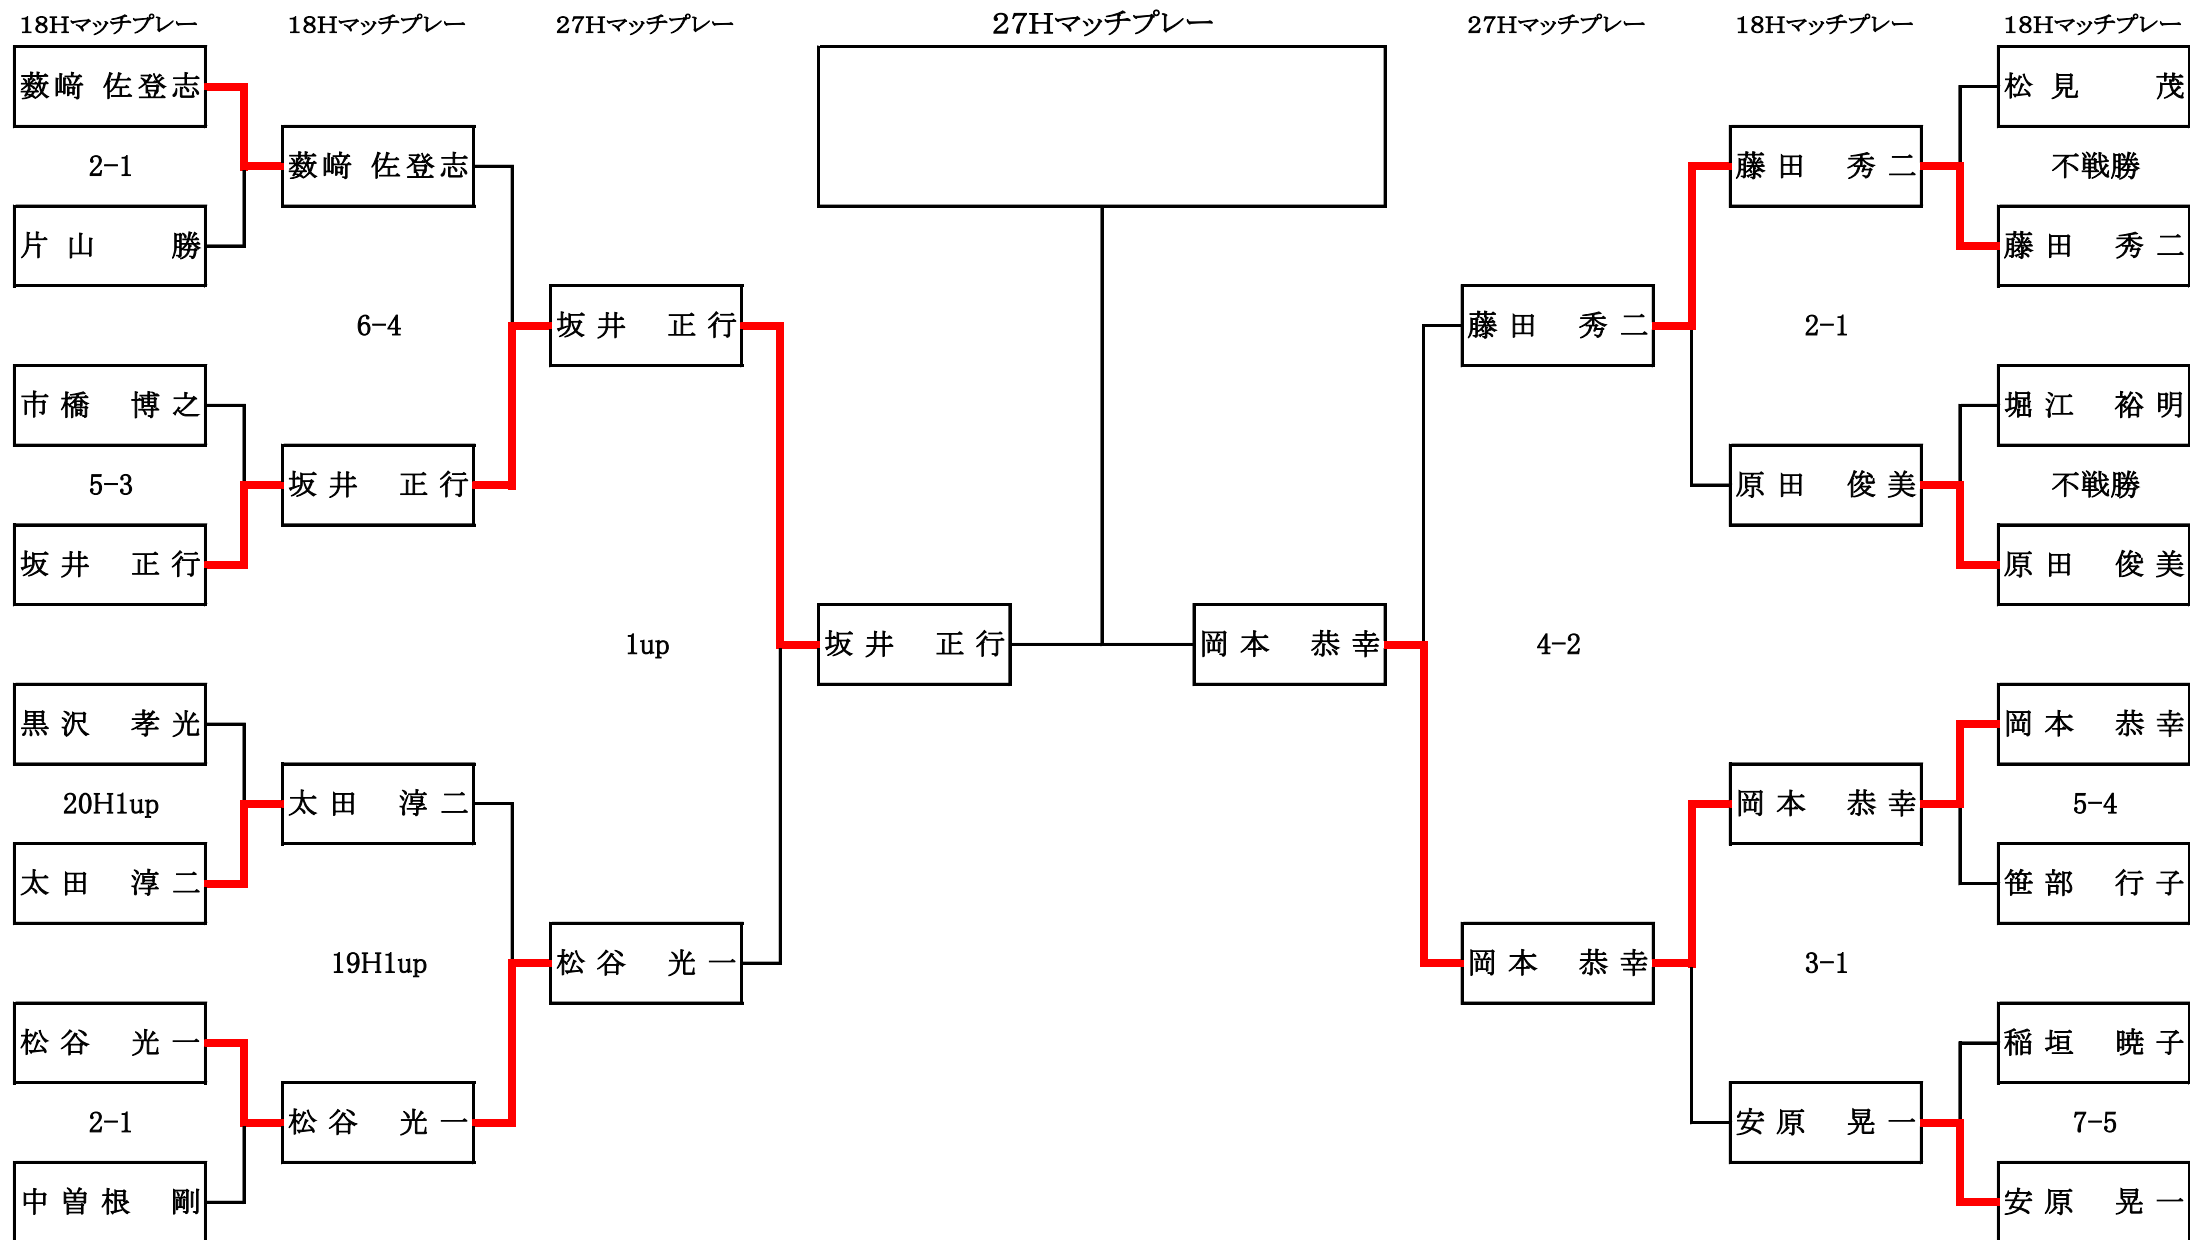 18Hマッチプレー 18Hマッチプレー 27Hマッチプレー 27Hマッチプレー 27Hマッチプレー 18Hマッチプレー 18Hマッチプレー
薮﨑 佐登志 松見 茂
2-1 薮﨑 佐登志 藤田 秀二 不戦勝
片山 勝 藤田 秀二
6-4 坂井 正行 藤田 秀二 2-1
市橋 博之 堀江 裕明
5-3 坂井 正行 原田 俊美 不戦勝
坂井 正行 原田 俊美
1up 坂井 正行 岡本 恭幸 4-2
黒沢 孝光 岡本 恭幸
20H1up 太田 淳二 岡本 恭幸 5-4
太田 淳二 笹部 行子
19H1up 松谷 光一 岡本 恭幸 3-1
松谷 光一 稲垣 暁子
2-1 松谷 光一 安原 晃一 7-5
中曽根 剛 安原 晃一